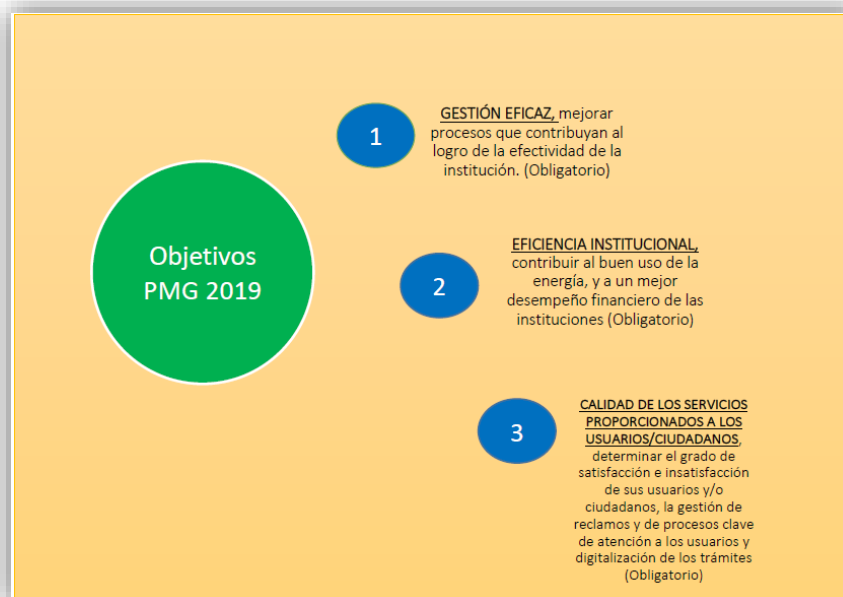 Objetivos
PMG 2019
1
GESTIÓN EFICAZ, mejorar
procesos que contribuyan al
logro de la efectividad de la
institución. (Obligatorio)
2
EFICIENCIA INSTITUCIONAL,
contribuir al buen uso de la
energía, y a un mejor
desempeño financiero de las
instituciones (Obligatorio)
3
CALIDAD DE LOS SERVICIOS
PROPORCIONADOS A LOS
USUARIOS/CIUDADANOS,
determinar el grado de
satisfacción e insatisfacción
de sus usuarios y/o
ciudadanos, la gestión de
reclamos y de procesos clave
de atención a los usuarios y
digitalización de los trámites
(Obligatorio)